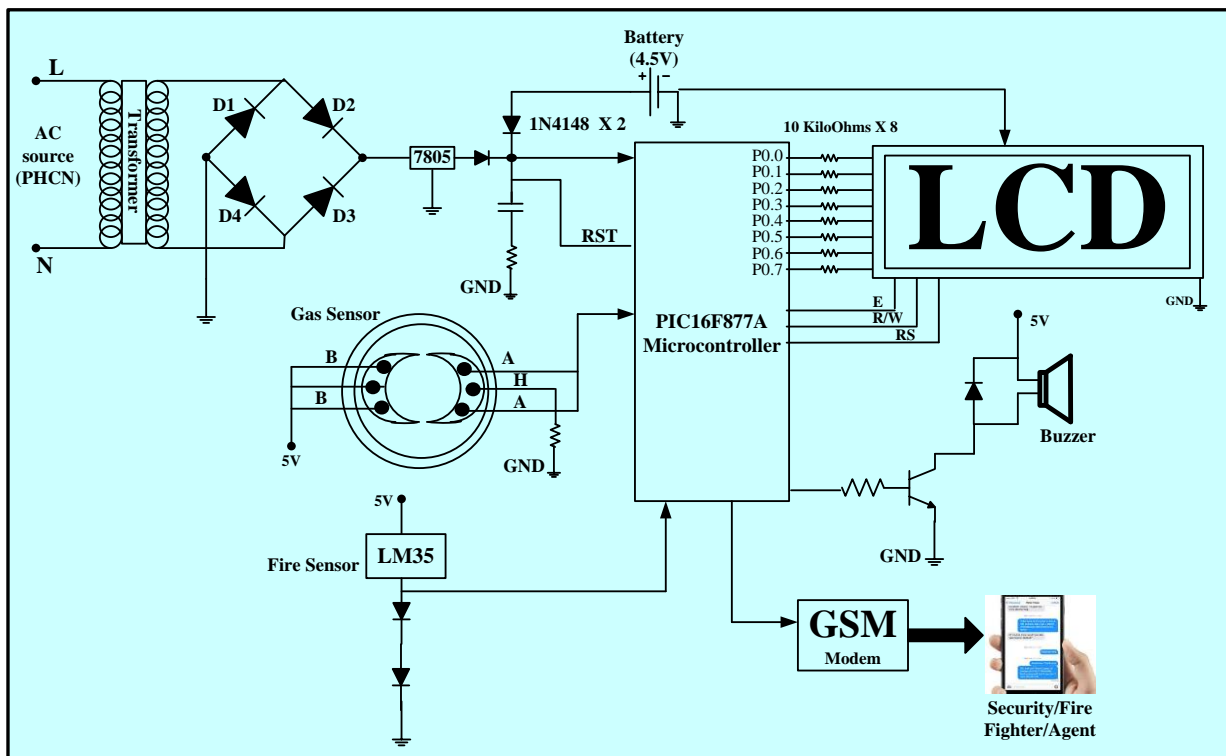 L
AC
source
(PHCN)
N
Transformer
D1
D2
D4
D3
7805
Battery
(4.5V)
+
−
1N4148 X 2
RST
GND
10 KiloOhms X 8
P0.0
P0.1
P0.2
P0.3
P0.4
P0.5
P0.6
P0.7
LCD
GND
E
R/W
RS
PIC16F877A
Microcontroller
Gas Sensor
B
B
A
H
A
5V
GND
5V
Buzzer
GND
5V
Fire Sensor
LM35
GSM
Modem
Security/Fire
Fighter/Agent